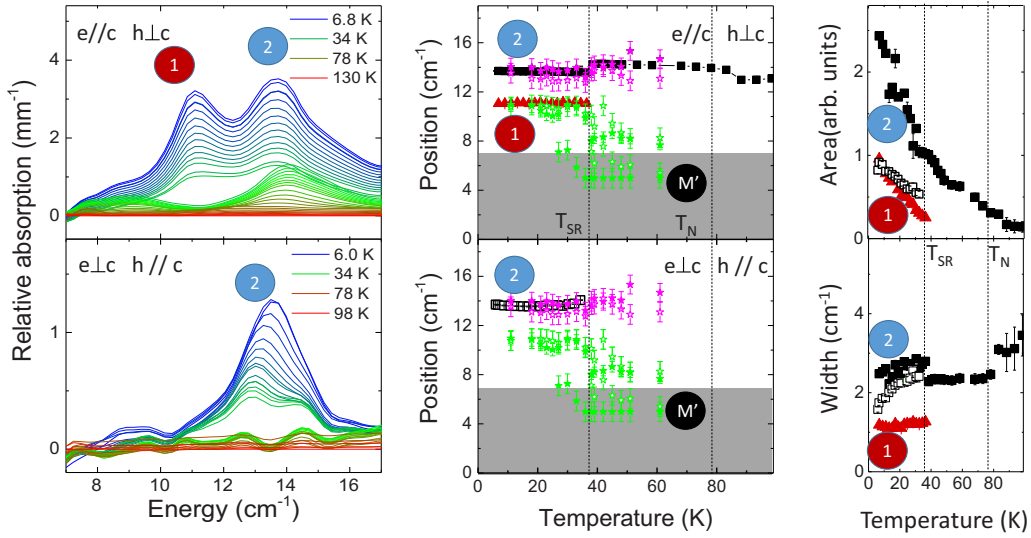 e//c h⊥c
1
2
6.8 K
34 K
78 K
130 K
4
2
0
Relative absorption (mm⁻¹)
e⊥c h // c
2
6.0 K
34 K
78 K
98 K
1
0
8 10 12 14 16
Energy (cm⁻¹)
16
12
8
4
0
Position (cm⁻¹)
2
e//c h⊥c
1
M'
T_SR
T_N
16
12
8
4
0
Position (cm⁻¹)
2
e⊥c h // c
M'
0 20 40 60 80
Temperature (K)
2
1
0
Area(arb. units)
2
1
T_SR
T_N
4
2
0
Width (cm⁻¹)
2
1
0 20 40 60 80
Temperature (K)